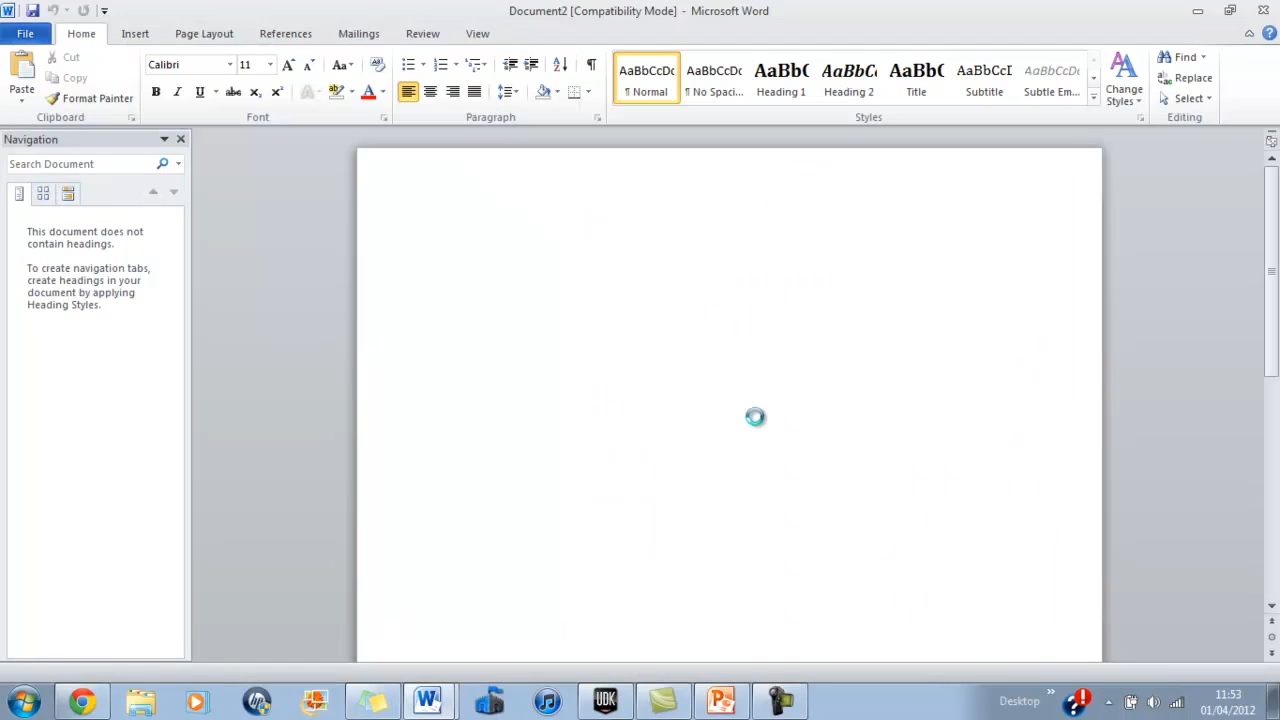 Document2 [Compatibility Mode] - Microsoft Word
File Home Insert Page Layout References Mailings Review View
Cut
Copy
Paste
Format Painter
Clipboard
Calibri 11
Font
Paragraph
AaBbCcDc AaBbCcDc AaBbC AaBbCc AaBbC AaBbCcI AaBbCcDc
¶ Normal ¶ No Spaci... Heading 1 Heading 2 Title Subtitle Subtle Em...
Change
Styles
Styles
Find
Replace
Select
Editing
Navigation
Search Document
This document does not
contain headings.
To create navigation tabs,
create headings in your
document by applying
Heading Styles.
UDK
Desktop
11:53
01/04/2012